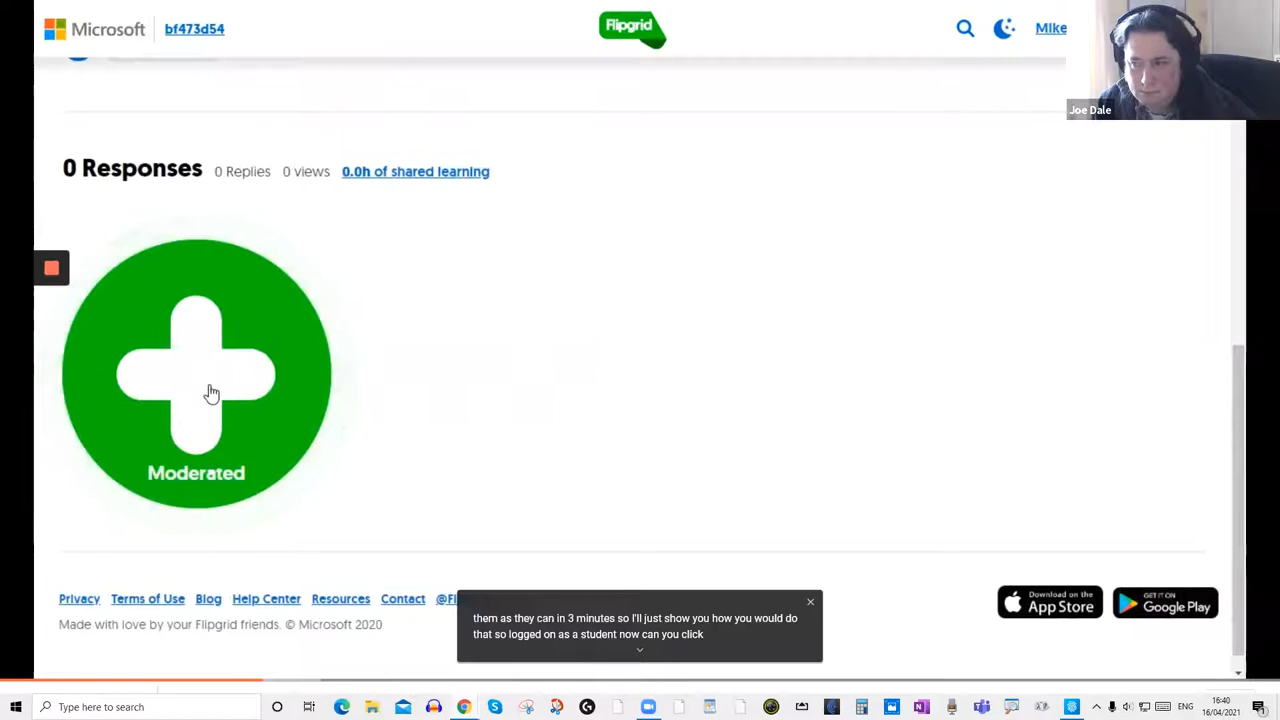 Microsoft bf473d54
Flipgrid
Mike
Joe Dale
0 Responses 0 Replies 0 views 0.0h of shared learning
Moderated
Privacy Terms of Use Blog Help Center Resources Contact
Made with love by your Flipgrid friends. © Microsoft 2020
Download on the
App Store
GET IT ON
Google Play
them as they can in 3 minutes so I'll just show you how you would do
that so logged on as a student now can you click
Type here to search
ENG
16:40
16/04/2021